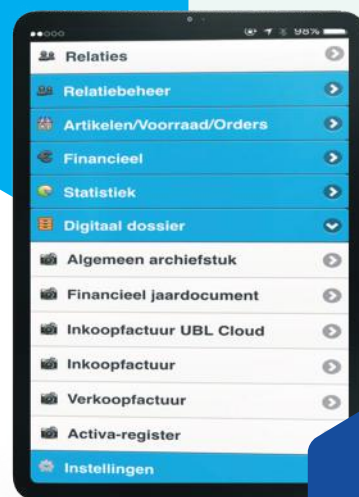 98%
Relaties
Relatiebeheer
Artikelen/Voorraad/Orders
Financieel
Statistiek
Digitaal dossier
Algemeen archiefstuk
Financieel jaardocument
Inkoopfactuur UBL Cloud
Inkoopfactuur
Verkoopfactuur
Activa-register
Instellingen